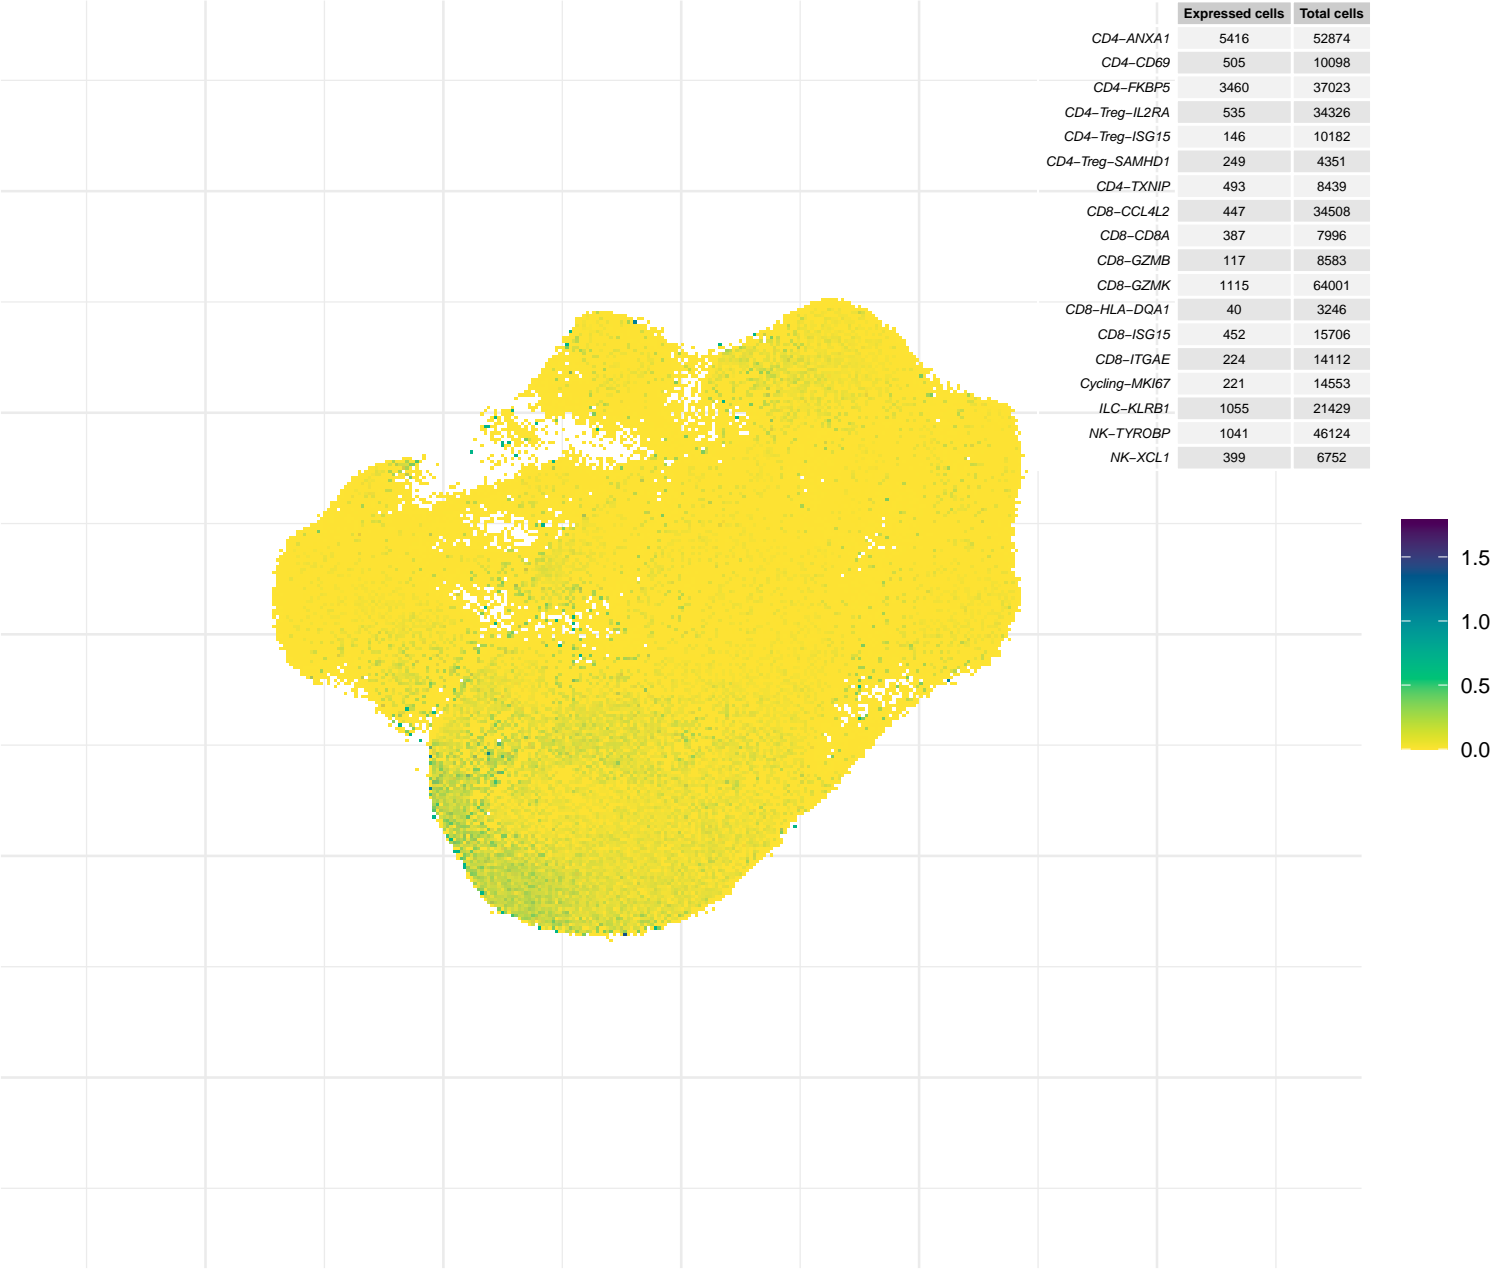 Expressed cells Total cells
CD4−ANXA1 5416 52874
CD4−CD69 505 10098
CD4−FKBP5 3460 37023
CD4−Treg−IL2RA 535 34326
CD4−Treg−ISG15 146 10182
CD4−Treg−SAMHD1 249 4351
CD4−TXNIP 493 8439
CD8−CCL4L2 447 34508
CD8−CD8A 387 7996
CD8−GZMB 117 8583
CD8−GZMK 1115 64001
CD8−HLA−DQA1 40 3246
CD8−ISG15 452 15706
CD8−ITGAE 224 14112
Cycling−MKI67 221 14553
ILC−KLRB1 1055 21429
NK−TYROBP 1041 46124
NK−XCL1 399 6752
1.5
1.0
0.5
0.0